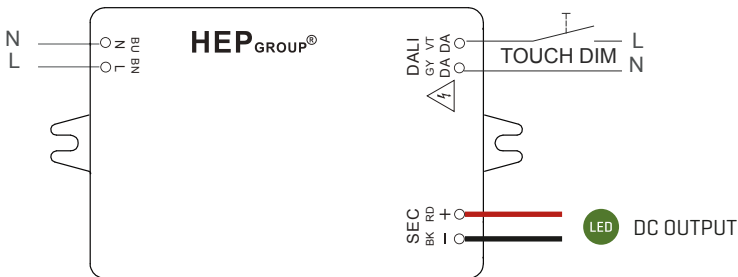 N
L
N BU
L BN
HEP GROUP®
DALI
VT DA
GY DA
TOUCH DIM
L
N
SEC
RD +
BK −
LED
DC OUTPUT